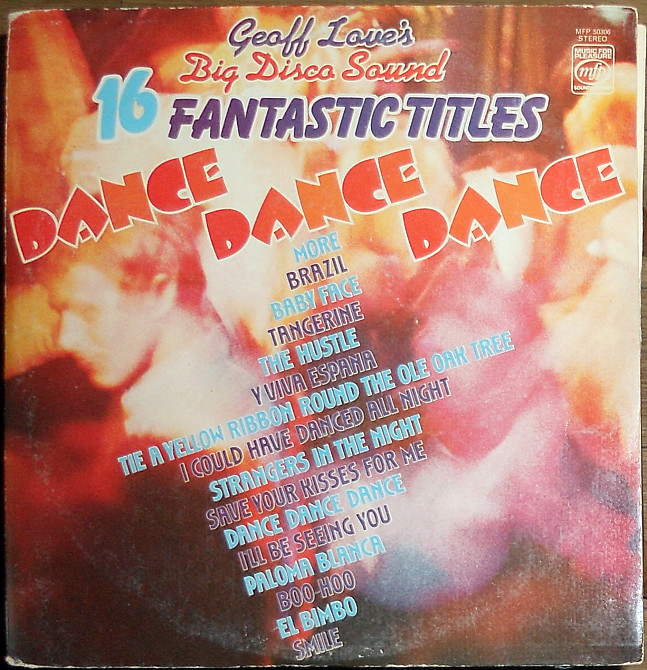 Geoff Love's
Big Disco Sound
16 FANTASTIC TITLES
MFP 50306
STEREO
MUSIC FOR
PLEASURE
mfp
DANCE DANCE DANCE
MORE
BRAZIL
BABY FACE
TANGERINE
THE HUSTLE
Y VIVA ESPANA
TIE A YELLOW RIBBON ROUND THE OLE OAK TREE
I COULD HAVE DANCED ALL NIGHT
STRANGERS IN THE NIGHT
SAVE YOUR KISSES FOR ME
DANCE DANCE DANCE
I'LL BE SEEING YOU
PALOMA BLANCA
BOO-HOO
EL BIMBO
SMILE